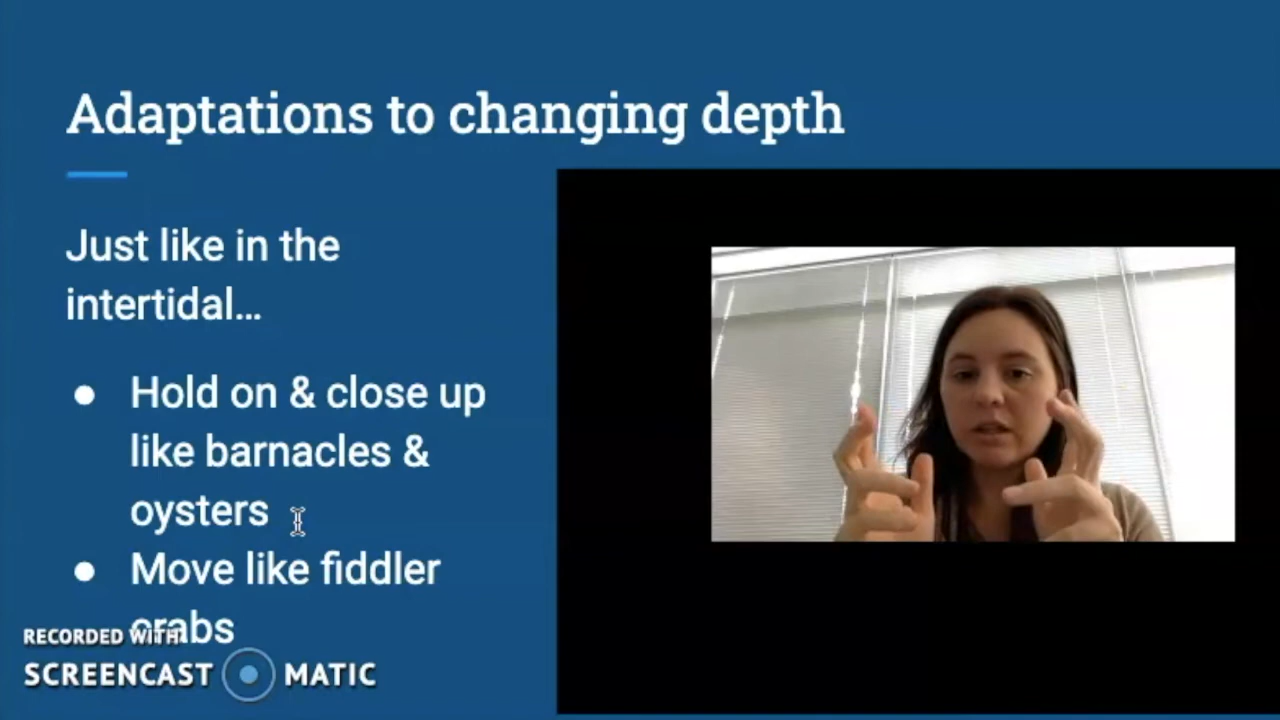 Adaptations to changing depth
Just like in the
intertidal...
● Hold on & close up
like barnacles &
oysters
● Move like fiddler
crabs
RECORDED WITH
SCREENCAST MATIC